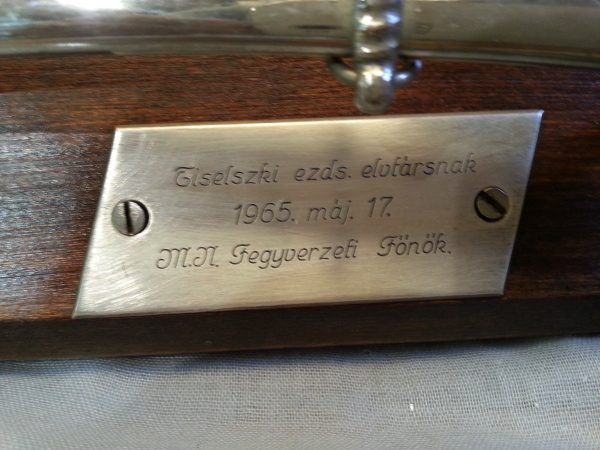 Tiselszki ezds. elvtársnak
1965. máj. 17.
M.N. Fegyverzeti Főnök.